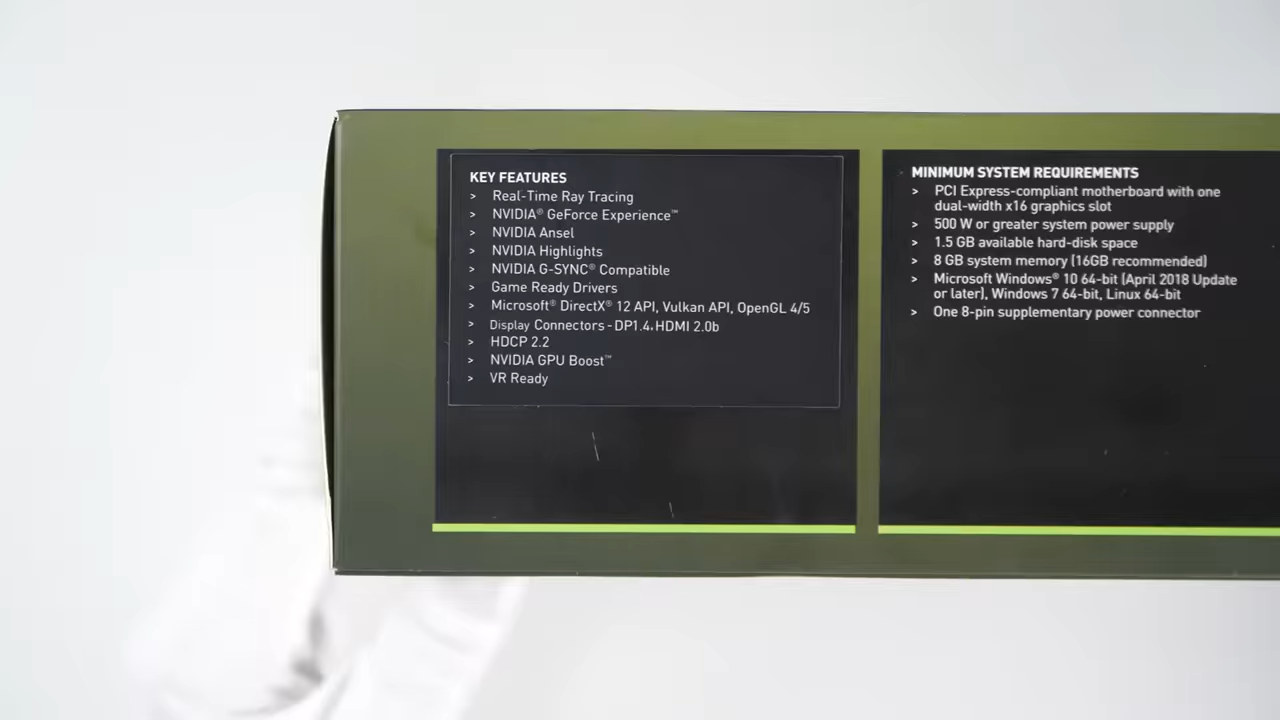 KEY FEATURES
> Real-Time Ray Tracing
> NVIDIA® GeForce Experience™
> NVIDIA Ansel
> NVIDIA Highlights
> NVIDIA G-SYNC® Compatible
> Game Ready Drivers
> Microsoft® DirectX® 12 API, Vulkan API, OpenGL 4/5
> Display Connectors - DP1.4, HDMI 2.0b
> HDCP 2.2
> NVIDIA GPU Boost™
> VR Ready
MINIMUM SYSTEM REQUIREMENTS
> PCI Express-compliant motherboard with one
dual-width x16 graphics slot
> 500 W or greater system power supply
> 1.5 GB available hard-disk space
> 8 GB system memory (16GB recommended)
> Microsoft Windows® 10 64-bit (April 2018 Update
or later), Windows 7 64-bit, Linux 64-bit
> One 8-pin supplementary power connector